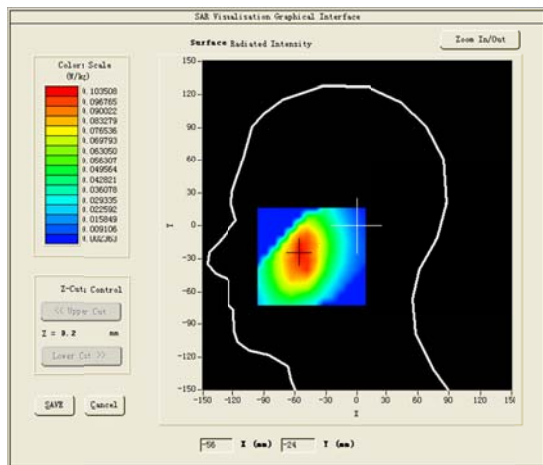 SAR Visualisation Graphical Interface
Surface Radiated Intensity
Zoom In/Out
Color: Scale
(W/kg)
0.103508
0.096765
0.090022
0.083279
0.076536
0.069793
0.063050
0.056307
0.049564
0.042821
0.036078
0.029335
0.022592
0.015849
0.009106
0.002363
150
120
90
60
30
0
-30
-60
-90
-120
-150
Y
-150 -120 -90 -60 -30 0 30 60 90 120 150
X
Z-Cut: Control
<< Upper Cut
Z = 0.2 mm
Lower Cut >>
SAVE Cancel
-56 X (mm) -24 Y (mm)